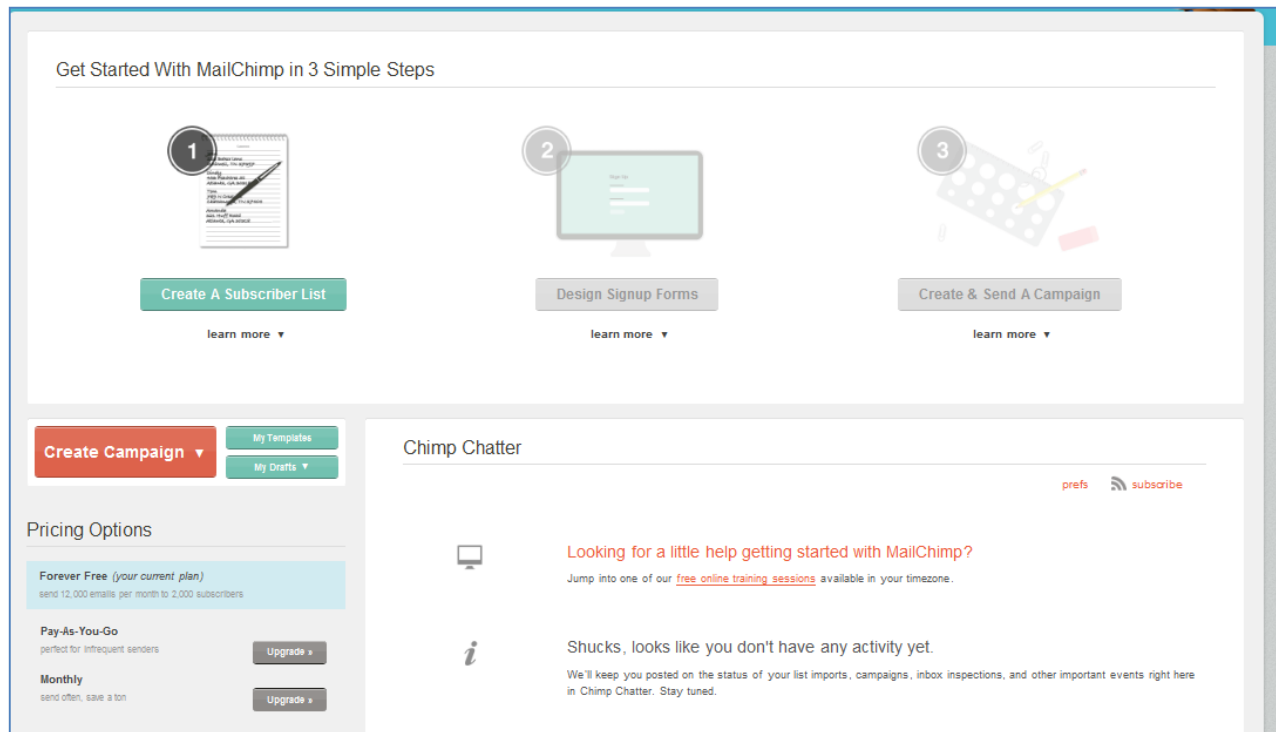 Get Started With MailChimp in 3 Simple Steps
1
2
3
Sign Up
Create A Subscriber List
Design Signup Forms
Create & Send A Campaign
learn more ▼
learn more ▼
learn more ▼
Create Campaign ▼
My Templates
My Drafts ▼
Pricing Options
Forever Free (your current plan)
send 12,000 emails per month to 2,000 subscribers
Pay-As-You-Go
perfect for infrequent senders
Upgrade »
Monthly
send often, save a ton
Upgrade »
Chimp Chatter
prefs
subscribe
Looking for a little help getting started with MailChimp?
Jump into one of our free online training sessions available in your timezone.
i
Shucks, looks like you don't have any activity yet.
We'll keep you posted on the status of your list imports, campaigns, inbox inspections, and other important events right here
in Chimp Chatter. Stay tuned.